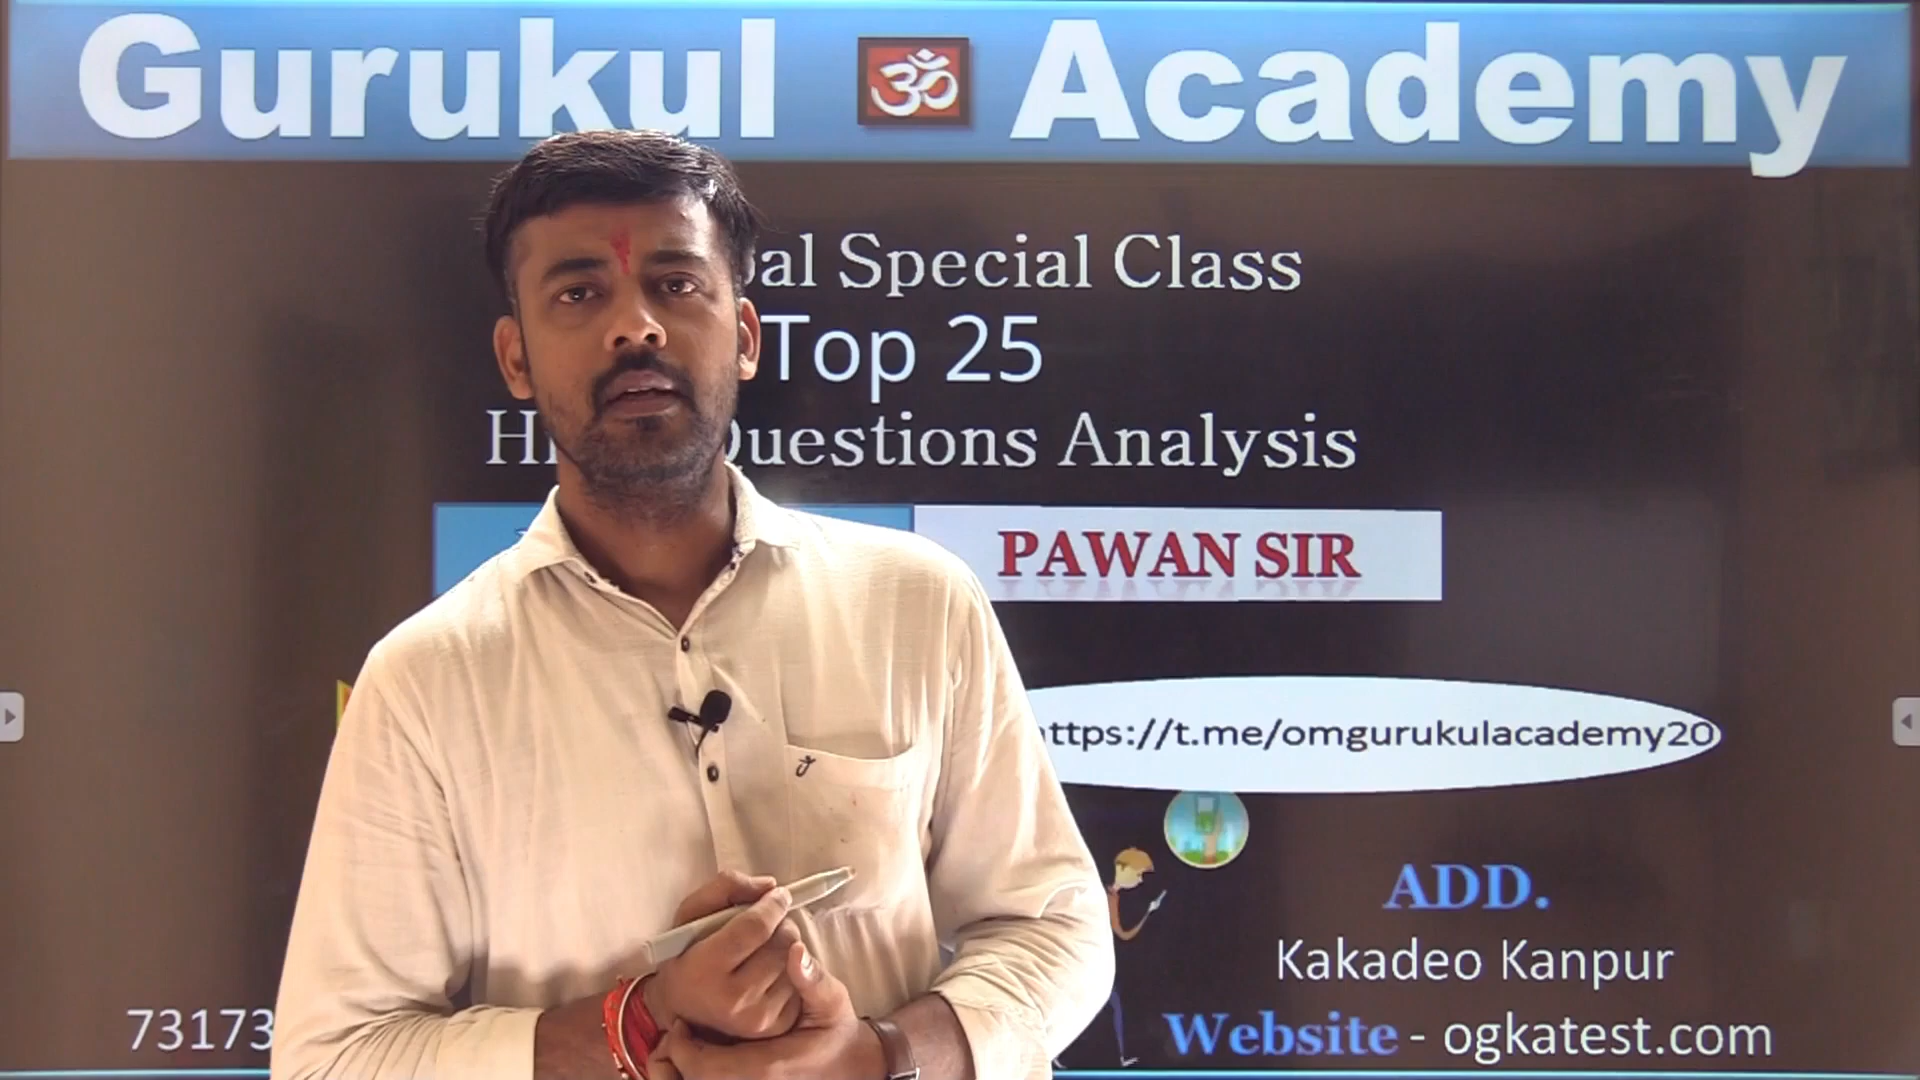 Gurukul ॐ Academy
Special Class
Top 25
Questions Analysis
PAWAN SIR
https://t.me/omgurukulacademy20
ADD.
Kakadeo Kanpur
73173
Website - ogkatest.com